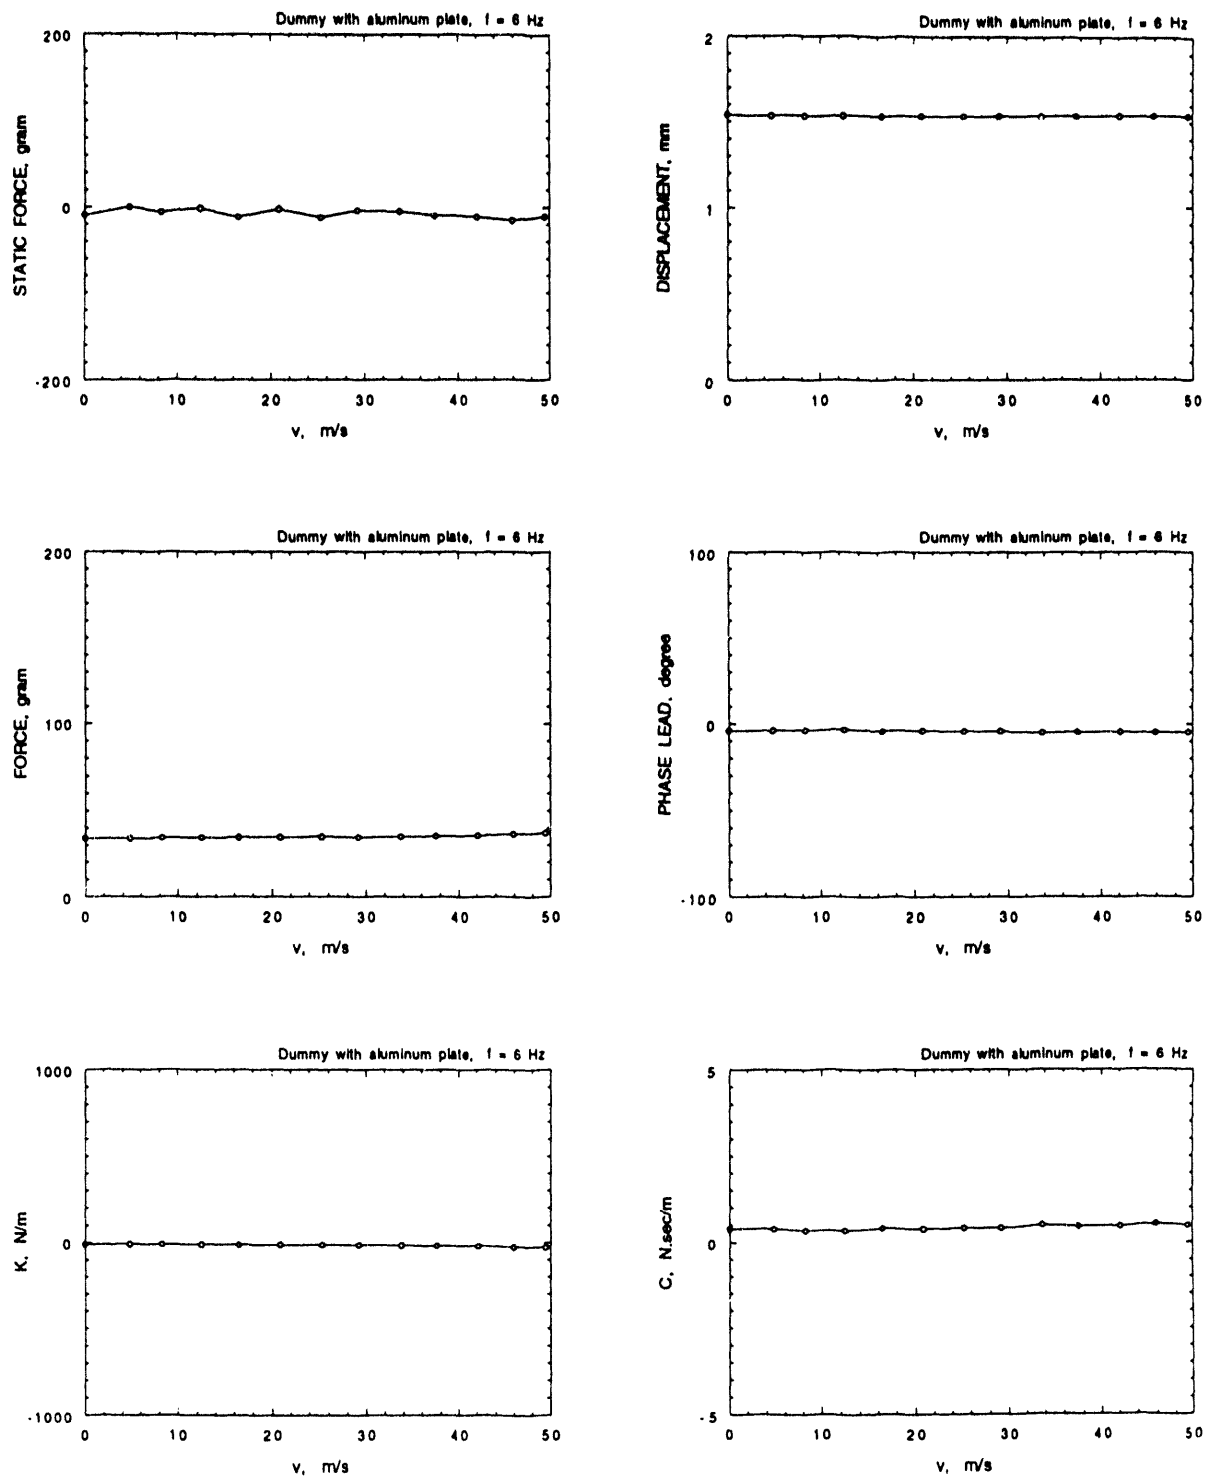 Dummy with aluminum plate, f = 6 Hz
200
0
-200
STATIC FORCE, gram
0 10 20 30 40 50
v, m/s
Dummy with aluminum plate, f = 6 Hz
2
1
0
DISPLACEMENT, mm
0 10 20 30 40 50
v, m/s
Dummy with aluminum plate, f = 6 Hz
200
100
0
FORCE, gram
0 10 20 30 40 50
v, m/s
Dummy with aluminum plate, f = 6 Hz
100
0
-100
PHASE LEAD, degree
0 10 20 30 40 50
v, m/s
Dummy with aluminum plate, f = 6 Hz
1000
0
-1000
K, N/m
0 10 20 30 40 50
v, m/s
Dummy with aluminum plate, f = 6 Hz
5
0
-5
C, N.sec/m
0 10 20 30 40 50
v, m/s